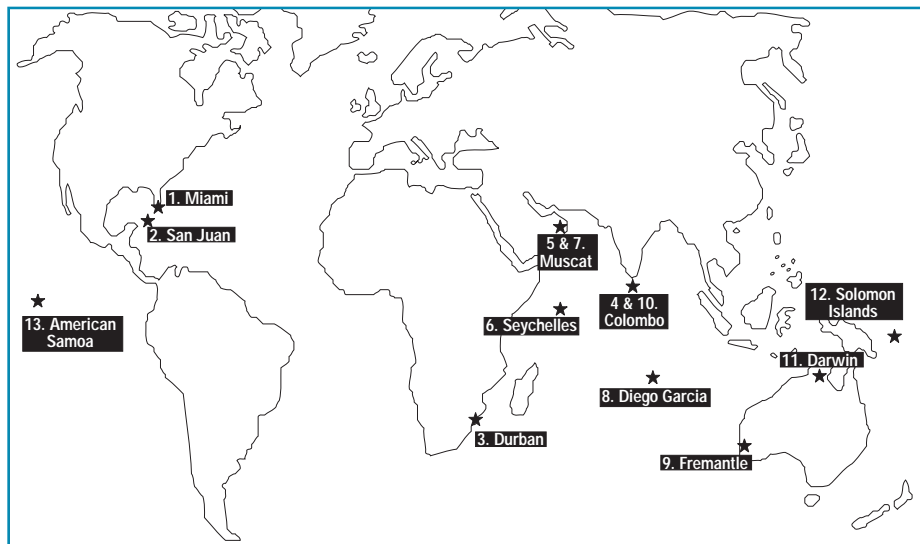 1. Miami
2. San Juan
5 & 7.
Muscat
4 & 10.
Colombo
12. Solomon
Islands
13. American
Samoa
6. Seychelles
11. Darwin
8. Diego Garcia
3. Durban
9. Fremantle